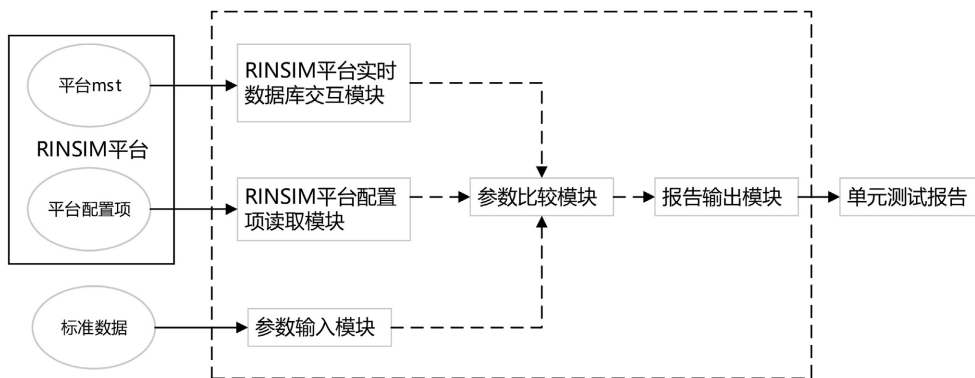 平台mst
RINSIM平台
平台配置项
标准数据
RINSIM平台实时
数据库交互模块
RINSIM平台配置
项读取模块
参数输入模块
参数比较模块
报告输出模块
单元测试报告